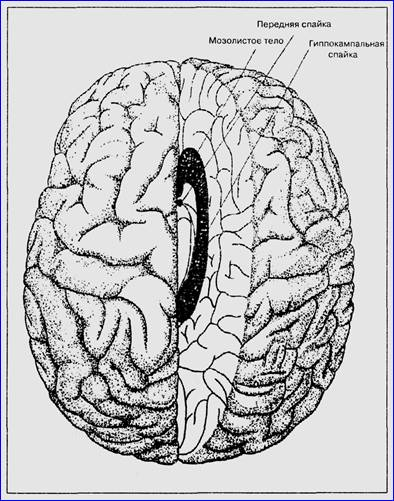 Передняя спайка
Мозолистое тело
Гиппокампальная
спайка